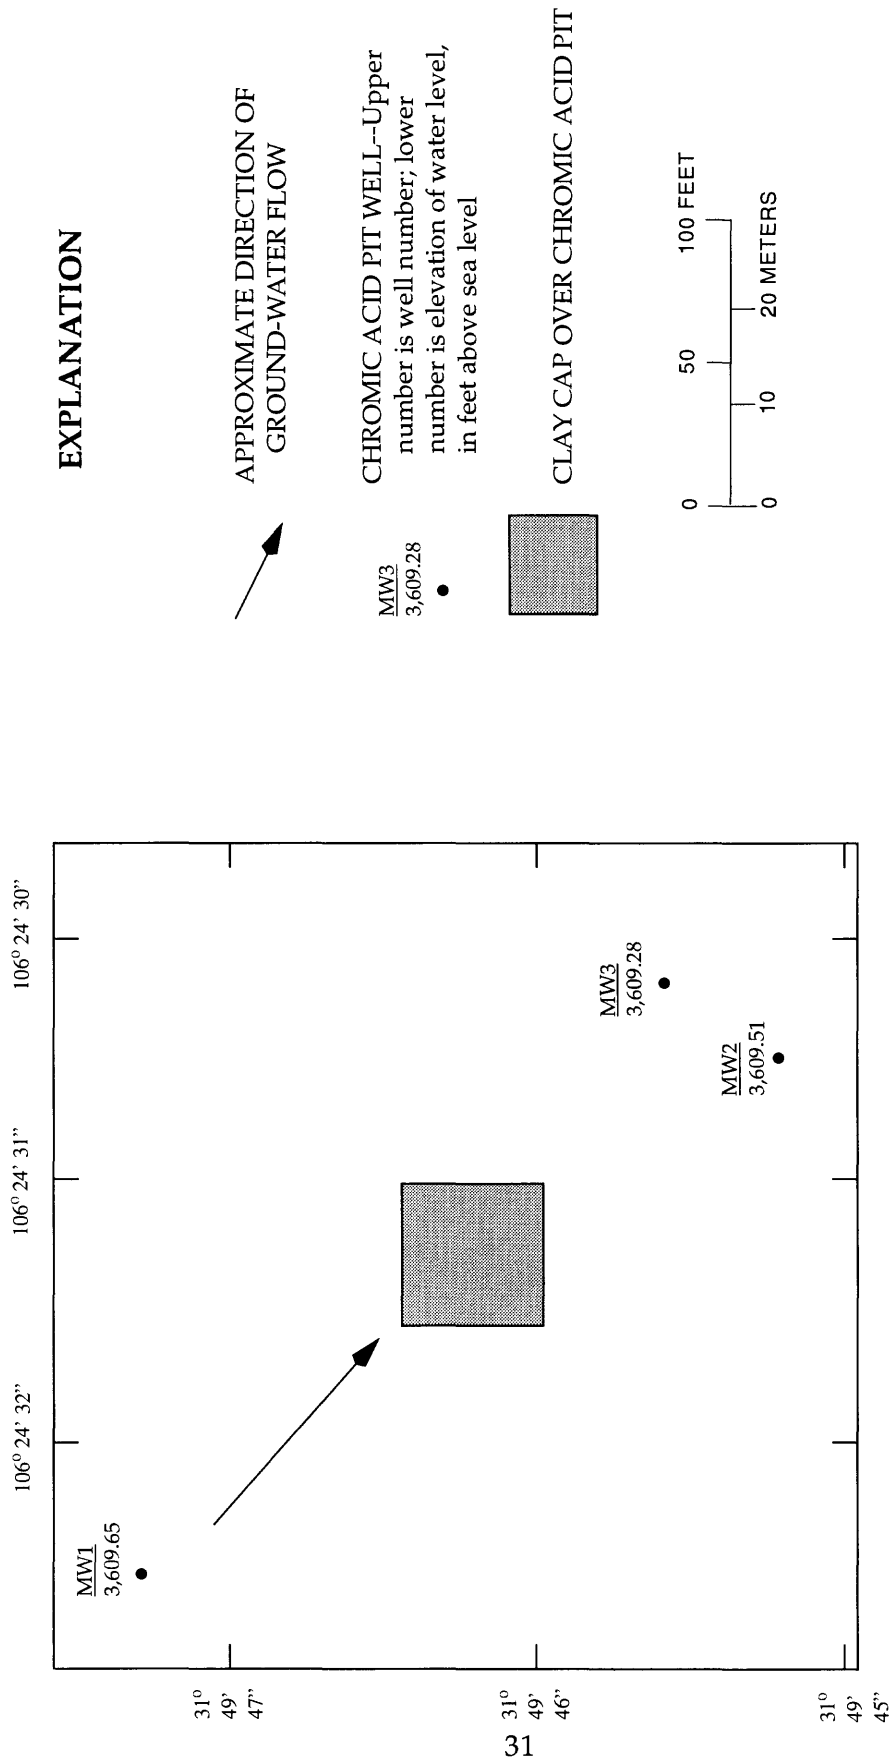 106° 24' 32"
106° 24' 31"
106° 24' 30"
31°
49'
47"
31°
49'
46"
31°
49'
45"
MW1
3,609.65
MW3
3,609.28
MW2
3,609.51
EXPLANATION
APPROXIMATE DIRECTION OF
GROUND-WATER FLOW
MW3
3,609.28
CHROMIC ACID PIT WELL--Upper
number is well number; lower
number is elevation of water level,
in feet above sea level
CLAY CAP OVER CHROMIC ACID PIT
0
50
100 FEET
0
10
20 METERS
31